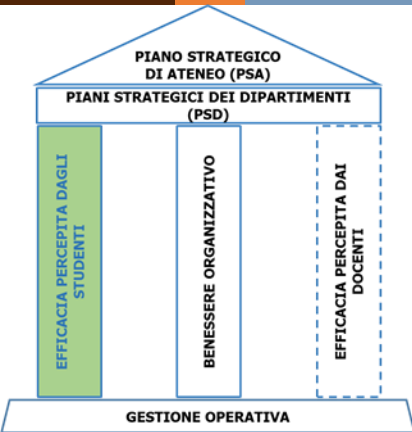 PIANO STRATEGICO
DI ATENEO (PSA)
PIANI STRATEGICI DEI DIPARTIMENTI
(PSD)
EFFICACIA PERCEPITA DAGLI
STUDENTI
BENESSERE ORGANIZZATIVO
EFFICACIA PERCEPITA DAI
DOCENTI
GESTIONE OPERATIVA